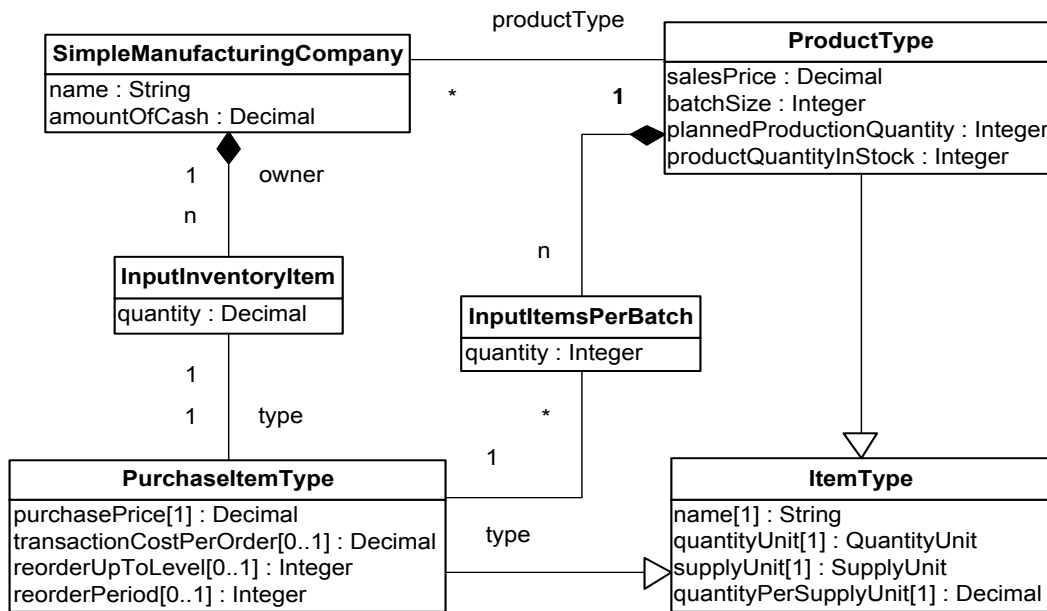 productType
SimpleManufacturingCompany
name : String
amountOfCash : Decimal
*
1
ProductType
salesPrice : Decimal
batchSize : Integer
plannedProductionQuantity : Integer
productQuantityInStock : Integer
1
owner
n
n
InputInventoryItem
quantity : Decimal
InputItemsPerBatch
quantity : Integer
1
1
type
*
1
type
PurchaseItemType
purchasePrice[1] : Decimal
transactionCostPerOrder[0..1] : Decimal
reorderUpToLevel[0..1] : Integer
reorderPeriod[0..1] : Integer
ItemType
name[1] : String
quantityUnit[1] : QuantityUnit
supplyUnit[1] : SupplyUnit
quantityPerSupplyUnit[1] : Decimal